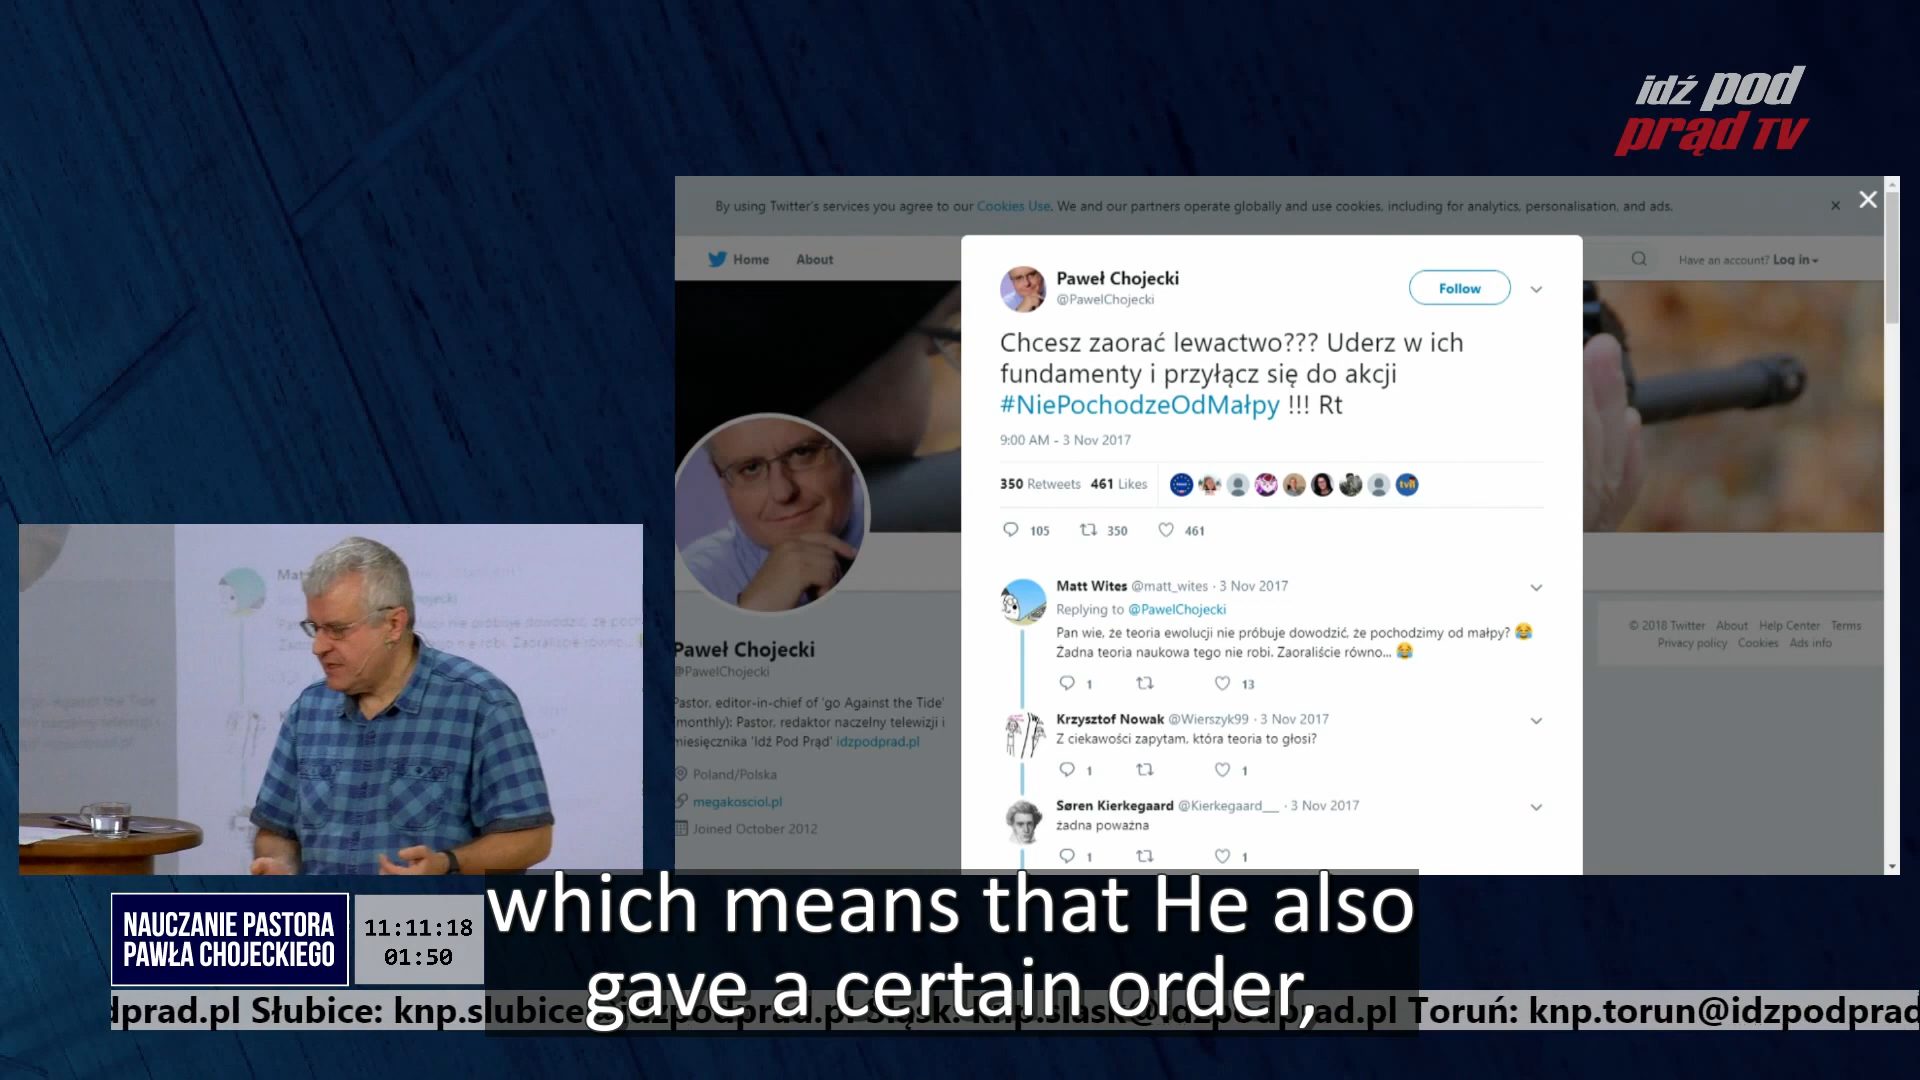 idź pod
prąd TV
By using Twitter's services you agree to our Cookies Use. We and our partners operate globally and use cookies, including for analytics, personalisation, and ads.
Home About
Have an account? Log in
Paweł Chojecki
@PawelChojecki
Follow
Chcesz zaorać lewactwo??? Uderz w ich
fundamenty i przyłącz się do akcji
#NiePochodzeOdMałpy !!! Rt
9:00 AM - 3 Nov 2017
350 Retweets 461 Likes
tvn
105 350 461
Matt Wites @matt_wites · 3 Nov 2017
Replying to @PawelChojecki
Pan wie, że teoria ewolucji nie próbuje dowodzić, że pochodzimy od małpy? 😂
Żadna teoria naukowa tego nie robi. Zaoraliście równo... 😂
1 13
Krzysztof Nowak @Wierszyk99 · 3 Nov 2017
Z ciekawości zapytam, która teoria to głosi?
1 1
Søren Kierkegaard @Kierkegaard__ · 3 Nov 2017
żadna poważna
1 1
Paweł Chojecki
@PawelChojecki
Pastor, editor-in-chief of 'go Against the Tide'
(monthly); Pastor, redaktor naczelny telewizji i
miesięcznika 'Idź Pod Prąd' idzpodprad.pl
Poland/Polska
megakosciol.pl
Joined October 2012
© 2018 Twitter About Help Center Terms
Privacy policy Cookies Ads info
NAUCZANIE PASTORA
PAWŁA CHOJECKIEGO
11:11:18
01:50
which means that He also
gave a certain order,
dprad.pl Słubice: knp.slubice@idzpodprad.pl Śląsk: knp.slask@idzpodprad.pl Toruń: knp.torun@idzpodprad